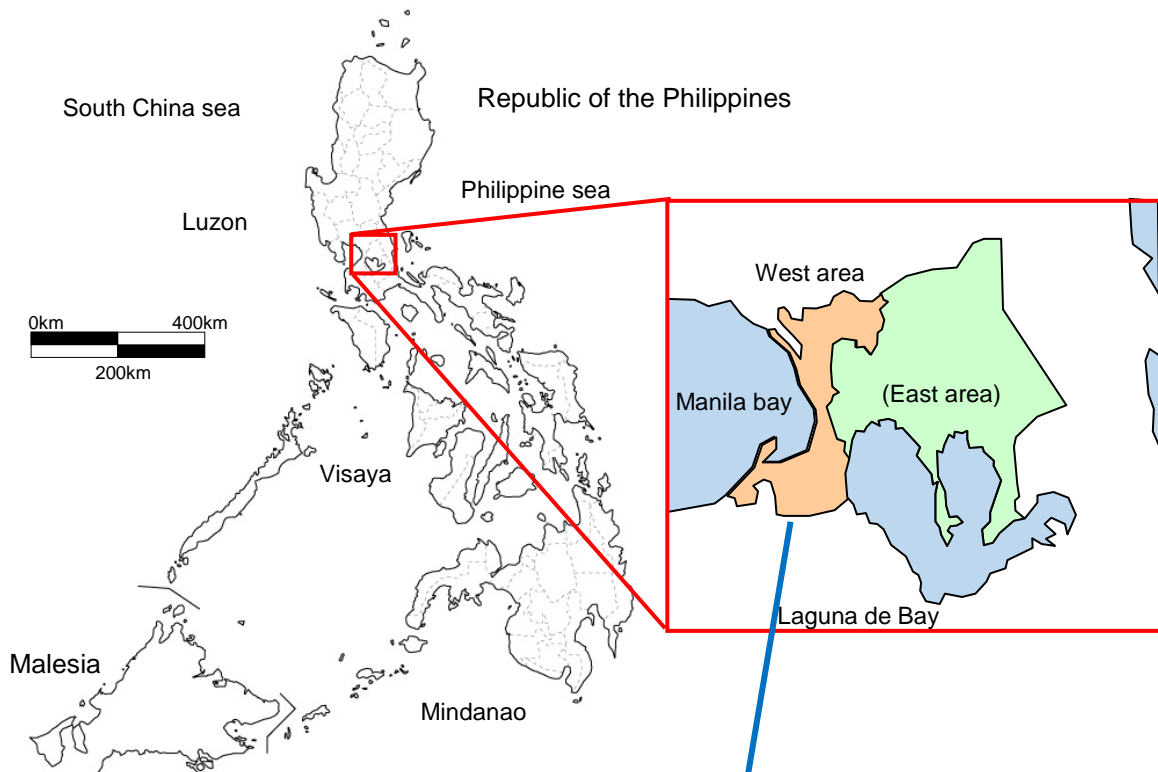 South China sea
Republic of the Philippines
Philippine sea
Luzon
West area
0km 400km
200km
Manila bay
(East area)
Visaya
Laguna de Bay
Malesia
Mindanao